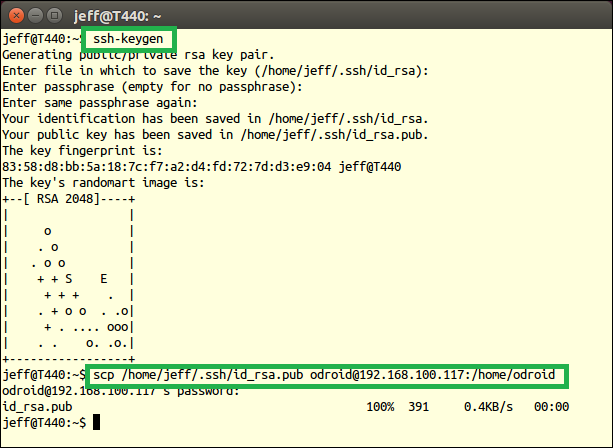 jeff@T440: ~
jeff@T440:~$ ssh-keygen
Generating public/private rsa key pair.
Enter file in which to save the key (/home/jeff/.ssh/id_rsa):
Enter passphrase (empty for no passphrase):
Enter same passphrase again:
Your identification has been saved in /home/jeff/.ssh/id_rsa.
Your public key has been saved in /home/jeff/.ssh/id_rsa.pub.
The key fingerprint is:
83:58:d8:bb:5a:18:7c:f7:a2:d4:fd:72:7d:d3:e9:04 jeff@T440
The key's randomart image is:
+--[ RSA 2048]----+
|                 |
|     o           |
|    . o          |
|   . o o         |
|    + + S    E   |
|     + + +    .  |
|    . + o o  . .o|
|     + . .... ooo|
|    . .    o. .o.|
+-----------------+
jeff@T440:~$ scp /home/jeff/.ssh/id_rsa.pub odroid@192.168.100.117:/home/odroid
odroid@192.168.100.117's password:
id_rsa.pub 100% 391 0.4KB/s 00:00
jeff@T440:~$